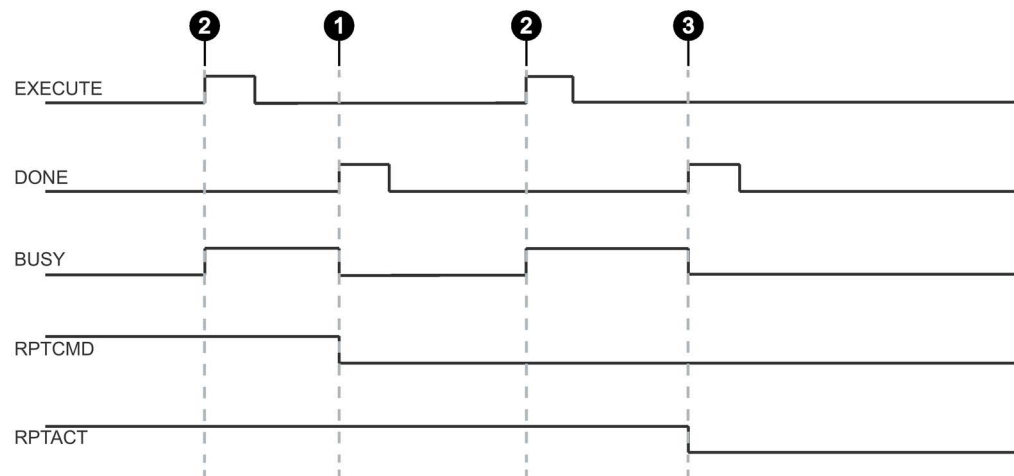 2 1 2 3
EXECUTE
DONE
BUSY
RPTCMD
RPTACT